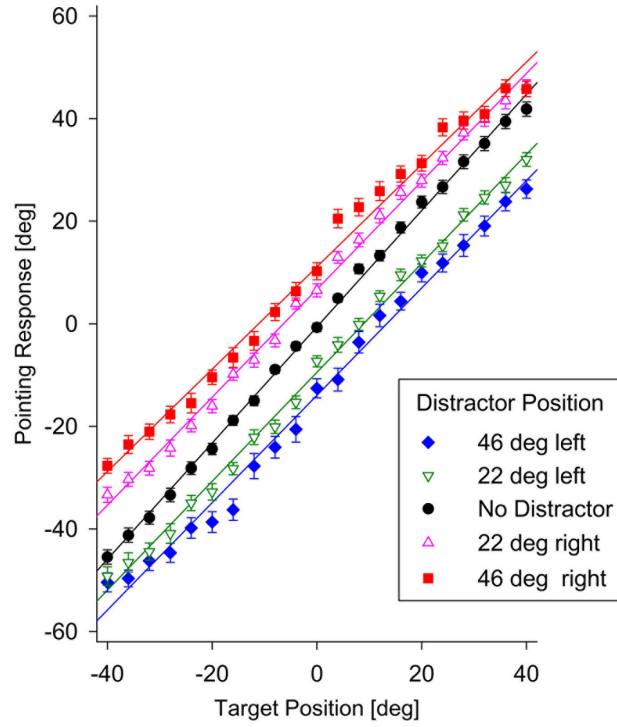 60
40
20
0
-20
-40
-60
Pointing Response [deg]
-40 -20 0 20 40
Target Position [deg]
Distractor Position
46 deg left
22 deg left
No Distractor
22 deg right
46 deg  right